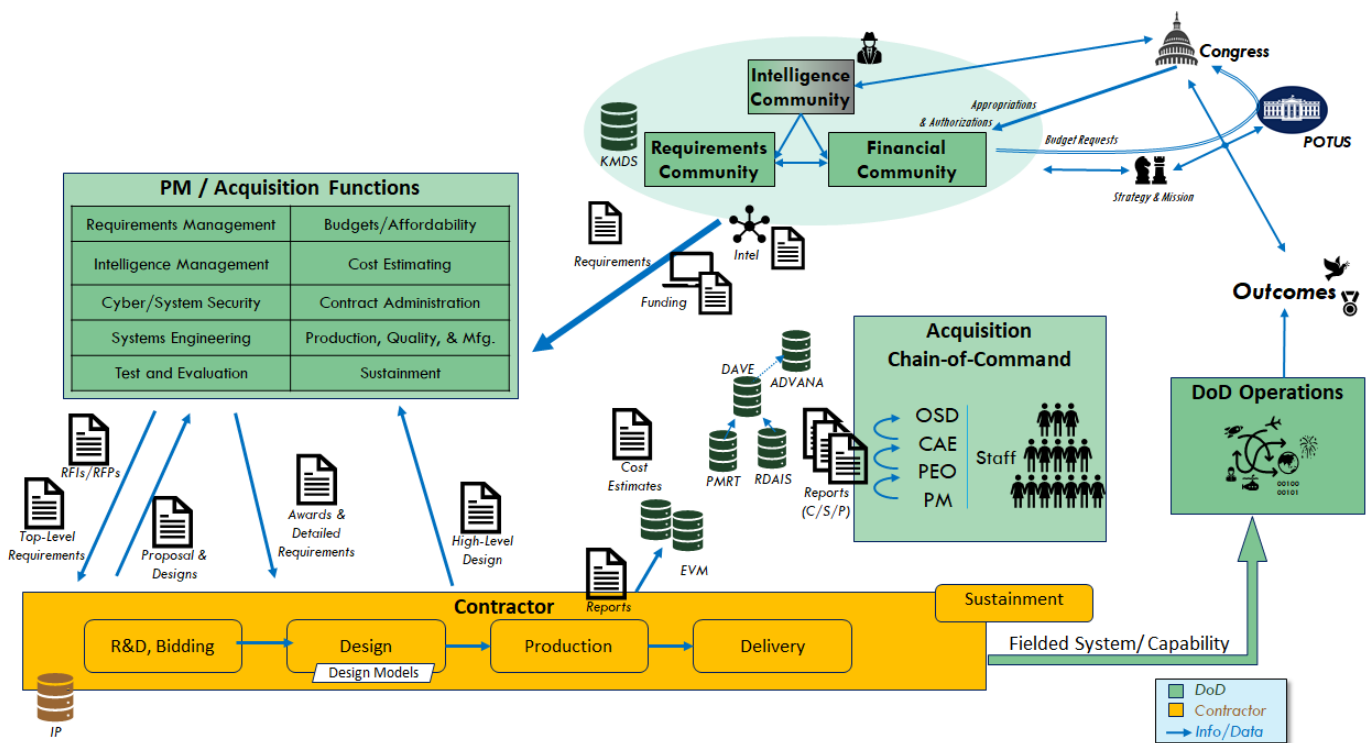 Congress
Intelligence
Community
Appropriations
& Authorizations
POTUS
KMDS
Requirements
Community
Financial
Community
Budget Requests
Strategy & Mission
PM / Acquisition Functions
Requirements Management
Budgets/Affordability
Intelligence Management
Cost Estimating
Cyber/System Security
Contract Administration
Systems Engineering
Production, Quality, & Mfg.
Test and Evaluation
Sustainment
Requirements
Intel
Funding
Outcomes
Acquisition
Chain-of-Command
OSD
CAE
PEO
PM
Staff
DAVE
ADVANA
PMRT
RDAIS
Reports
(C/S/P)
Cost
Estimates
EVM
DoD Operations
00100
00101
RFIs/RFPs
Top-Level
Requirements
Proposal &
Designs
Awards &
Detailed
Requirements
High-Level
Design
Reports
Contractor
Sustainment
R&D, Bidding
Design
Design Models
Production
Delivery
Fielded System/ Capability
IP
DoD
Contractor
Info/Data